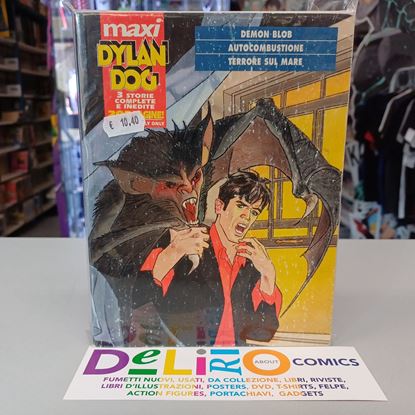 maxi
DYLAN
DOG
3 STORIE
COMPLETE
E INEDITE
€ 10,40
DEMON BLOB
AUTOCOMBUSTIONE
TERRORE SUL MARE
DeLiRiO
ABOUT
COMICS
FUMETTI NUOVI, USATI, DA COLLEZIONE, LIBRI, RIVISTE,
LIBRI D'ILLUSTRAZIONI, POSTERS, DVD, T-SHIRTS, FELPE,
ACTION FIGURES, PORTACHIAVI, GADGETS